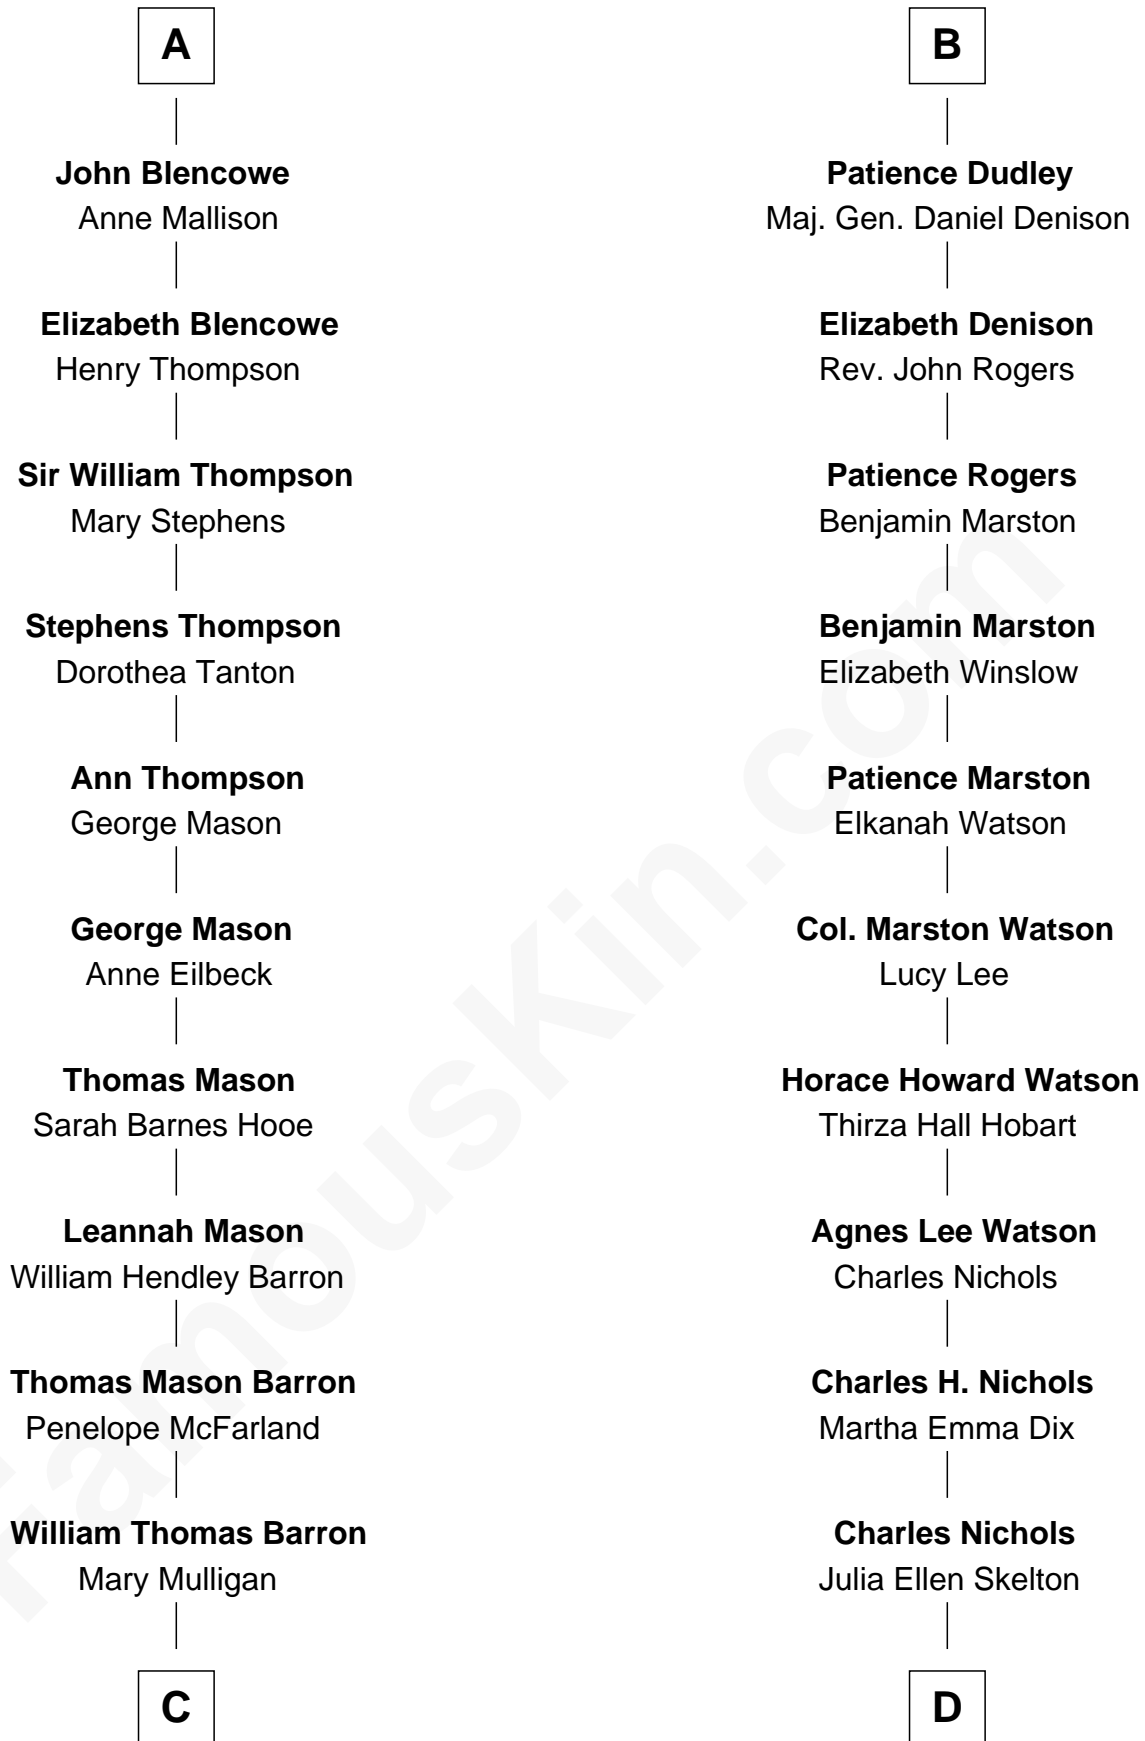 A
John Blencowe
Anne Mallison
Elizabeth Blencowe
Henry Thompson
Sir William Thompson
Mary Stephens
Stephens Thompson
Dorothea Tanton
Ann Thompson
George Mason
George Mason
Anne Eilbeck
Thomas Mason
Sarah Barnes Hooe
Leannah Mason
William Hendley Barron
Thomas Mason Barron
Penelope McFarland
William Thomas Barron
Mary Mulligan
C
B
Patience Dudley
Maj. Gen. Daniel Denison
Elizabeth Denison
Rev. John Rogers
Patience Rogers
Benjamin Marston
Benjamin Marston
Elizabeth Winslow
Patience Marston
Elkanah Watson
Col. Marston Watson
Lucy Lee
Horace Howard Watson
Thirza Hall Hobart
Agnes Lee Watson
Charles Nichols
Charles H. Nichols
Martha Emma Dix
Charles Nichols
Julia Ellen Skelton
D
FamousKin.com